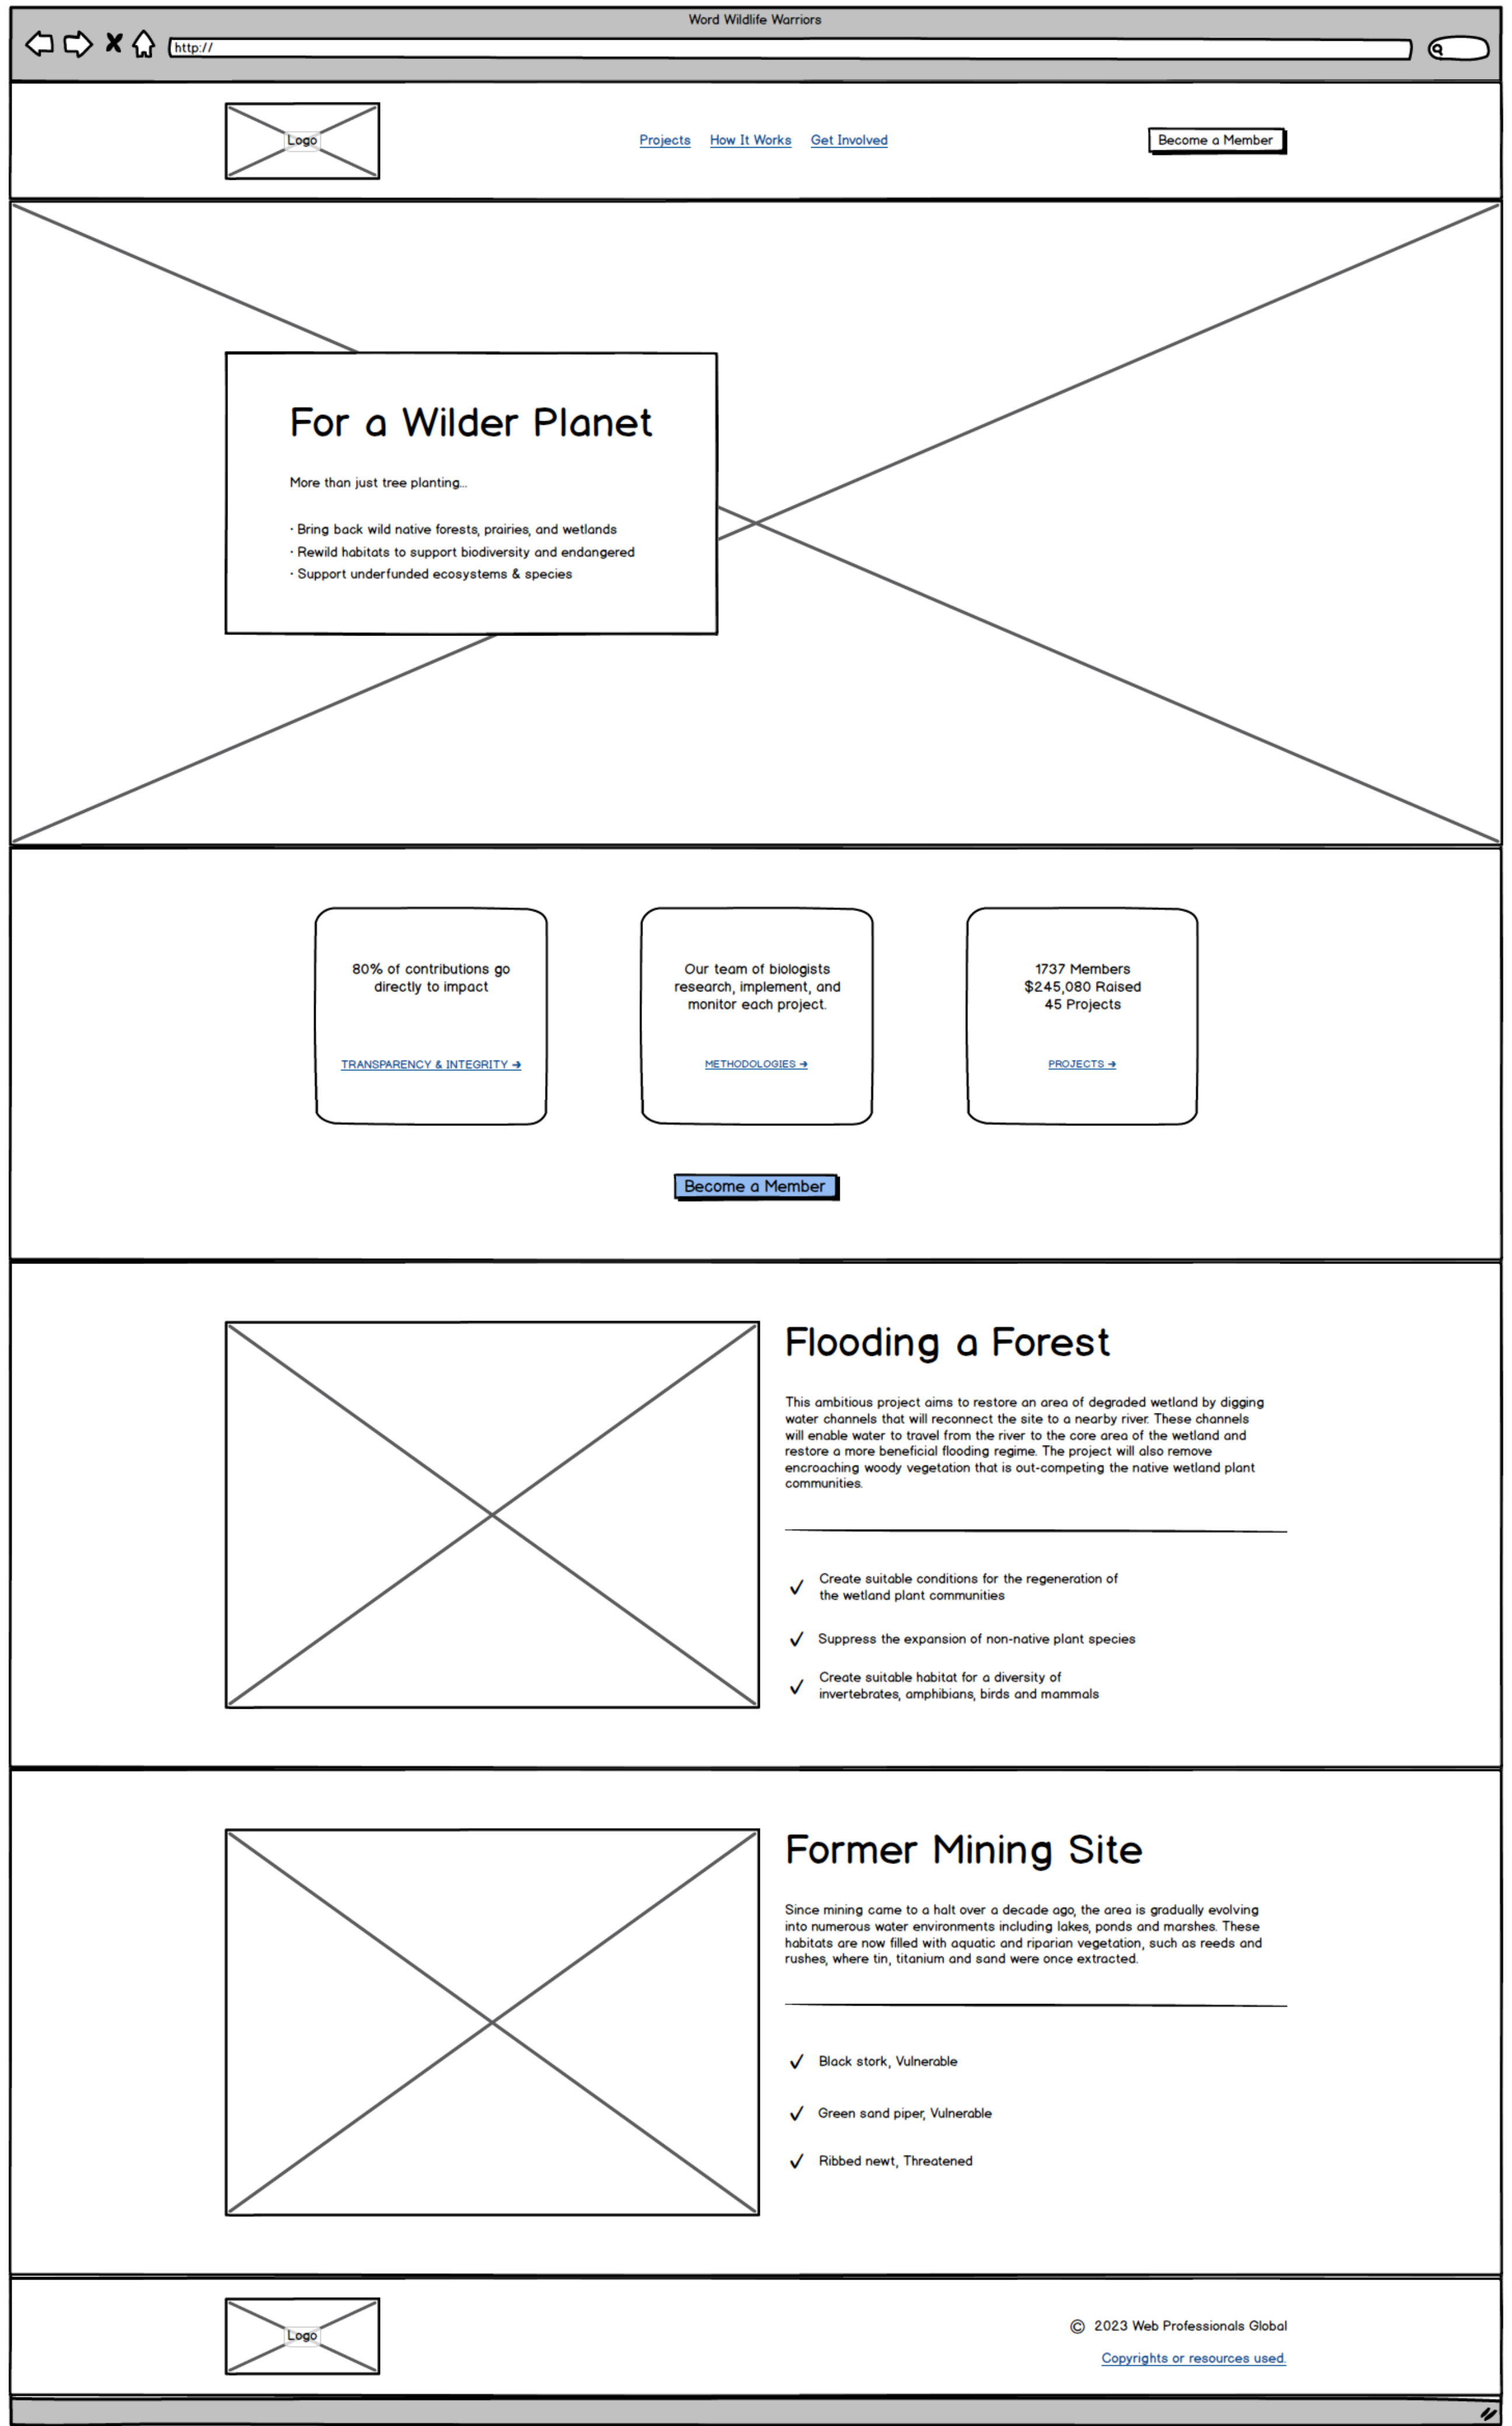 Word Wildlife Warriors
http://
Logo
Projects
How It Works
Get Involved
Become a Member
For a Wilder Planet
More than just tree planting...
· Bring back wild native forests, prairies, and wetlands
· Rewild habitats to support biodiversity and endangered
· Support underfunded ecosystems & species
80% of contributions go
directly to impact
TRANSPARENCY & INTEGRITY →
Our team of biologists
research, implement, and
monitor each project.
METHODOLOGIES →
1737 Members
$245,080 Raised
45 Projects
PROJECTS →
Become a Member
Flooding a Forest
This ambitious project aims to restore an area of degraded wetland by digging
water channels that will reconnect the site to a nearby river. These channels
will enable water to travel from the river to the core area of the wetland and
restore a more beneficial flooding regime. The project will also remove
encroaching woody vegetation that is out-competing the native wetland plant
communities.
✓ Create suitable conditions for the regeneration of
the wetland plant communities
✓ Suppress the expansion of non-native plant species
✓ Create suitable habitat for a diversity of
invertebrates, amphibians, birds and mammals
Former Mining Site
Since mining came to a halt over a decade ago, the area is gradually evolving
into numerous water environments including lakes, ponds and marshes. These
habitats are now filled with aquatic and riparian vegetation, such as reeds and
rushes, where tin, titanium and sand were once extracted.
✓ Black stork, Vulnerable
✓ Green sand piper, Vulnerable
✓ Ribbed newt, Threatened
Logo
© 2023 Web Professionals Global
Copyrights or resources used.